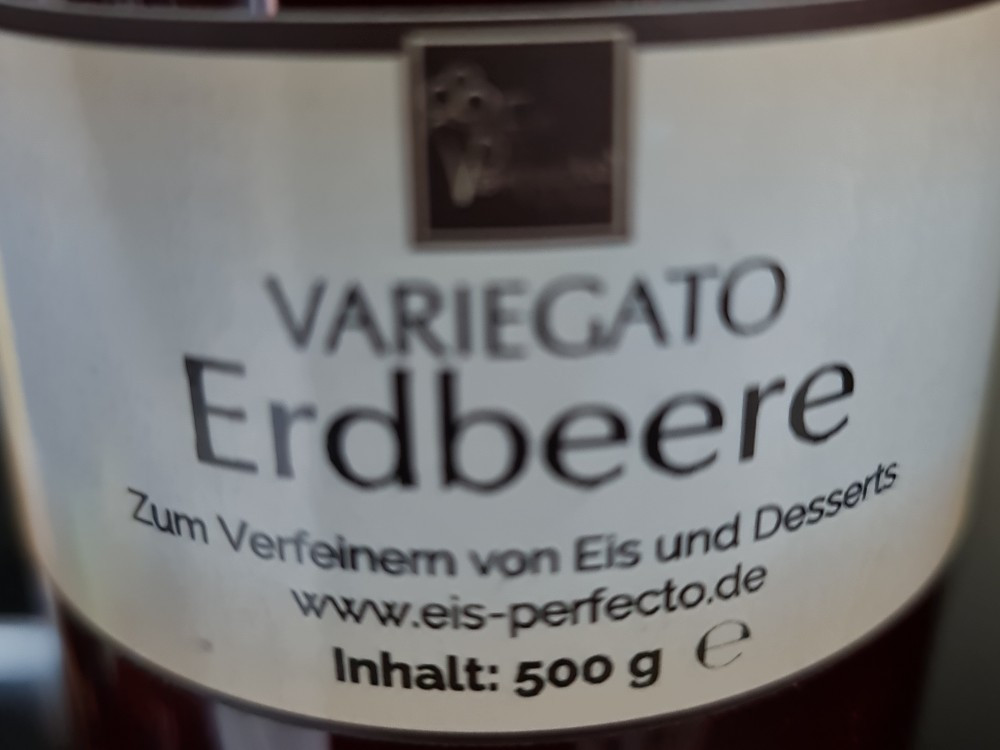 VARIEGATO
Erdbeere
Zum Verfeinern von Eis und Desserts
www.eis-perfecto.de
Inhalt: 500 g ℮